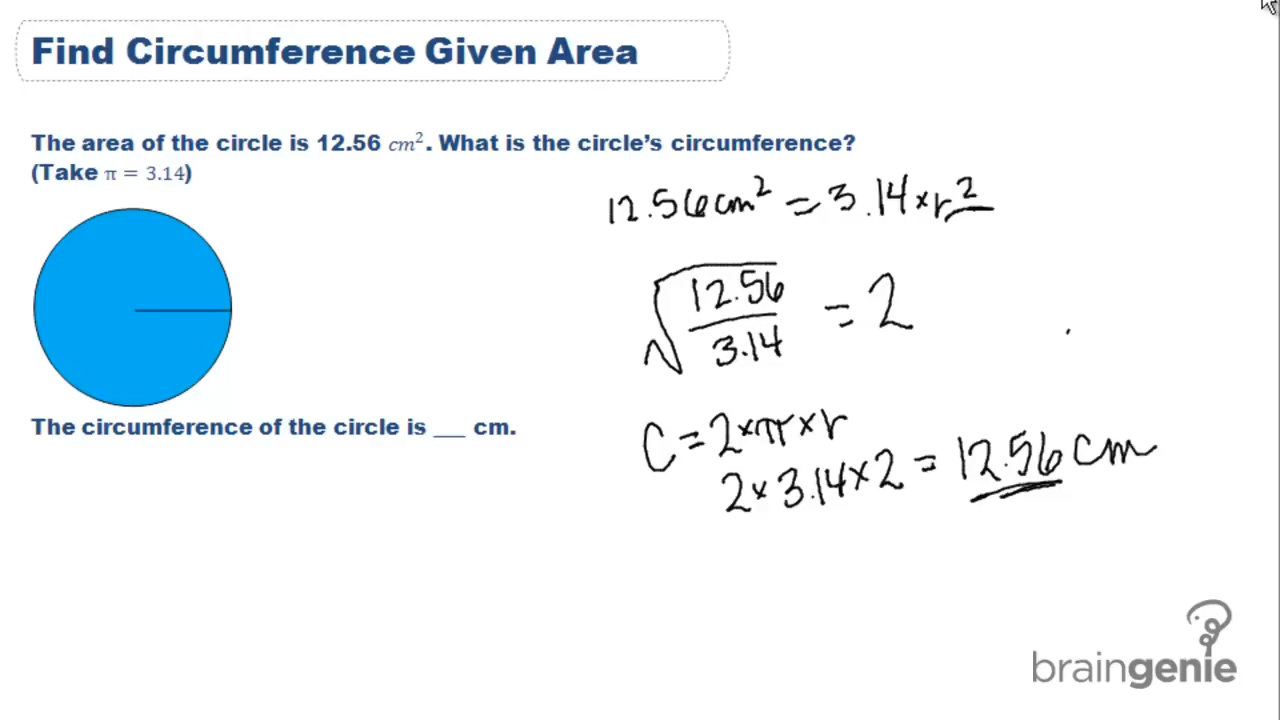 Find Circumference Given Area
The area of the circle is 12.56 cm². What is the circle's circumference?
(Take π = 3.14)
12.56cm² = 3.14 × r²
√(12.56/3.14) = 2
C = 2 × π × r
2 × 3.14 × 2 = 12.56 cm
The circumference of the circle is ___ cm.
braingenie